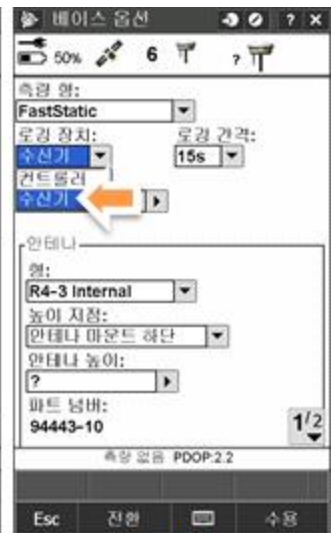 베이스 옵션 ? X
50% 6 ?
측량 형:
FastStatic
로깅 장치: 로깅 간격:
수신기 15s
컨트롤러
수신기
안테나
형:
R4-3 Internal
높이 지점:
안테나 마운트 하단
안테나 높이:
?
파트 넘버:
94443-10
1/2
측량 없음 PDOP:2.2
Esc 전환 수용